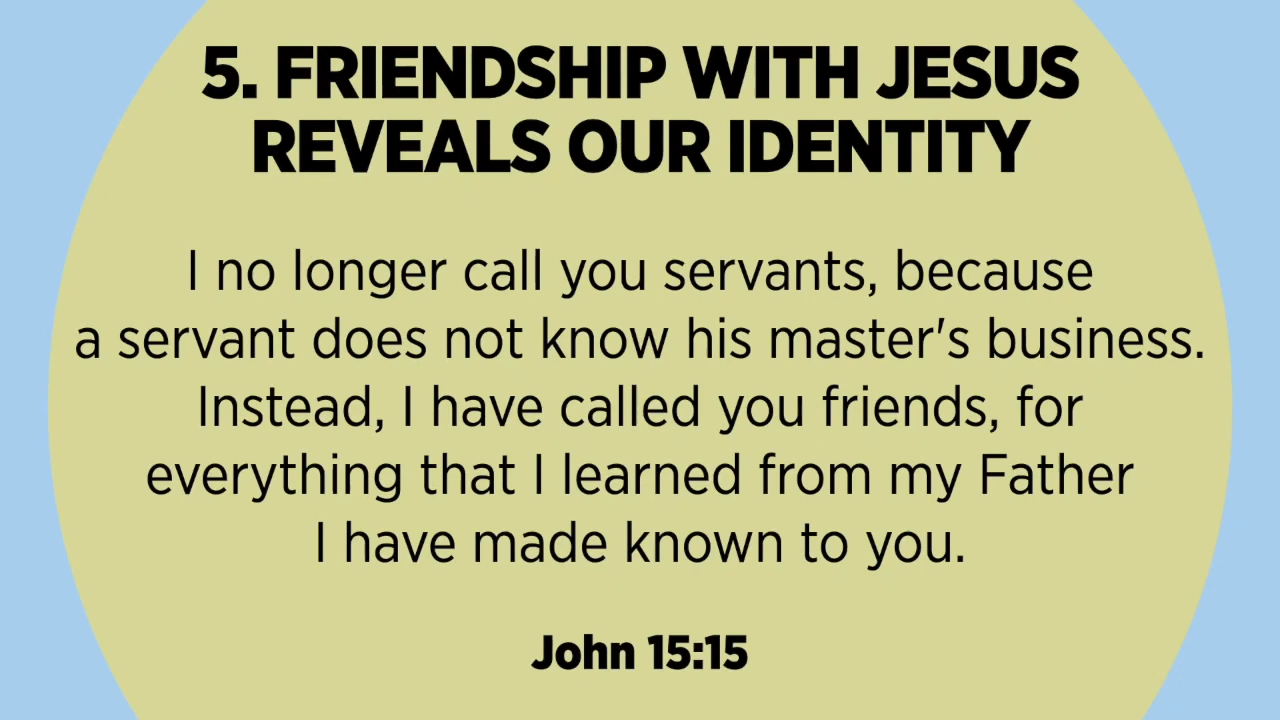 5. FRIENDSHIP WITH JESUS
REVEALS OUR IDENTITY
I no longer call you servants, because
a servant does not know his master's business.
Instead, I have called you friends, for
everything that I learned from my Father
I have made known to you.
John 15:15